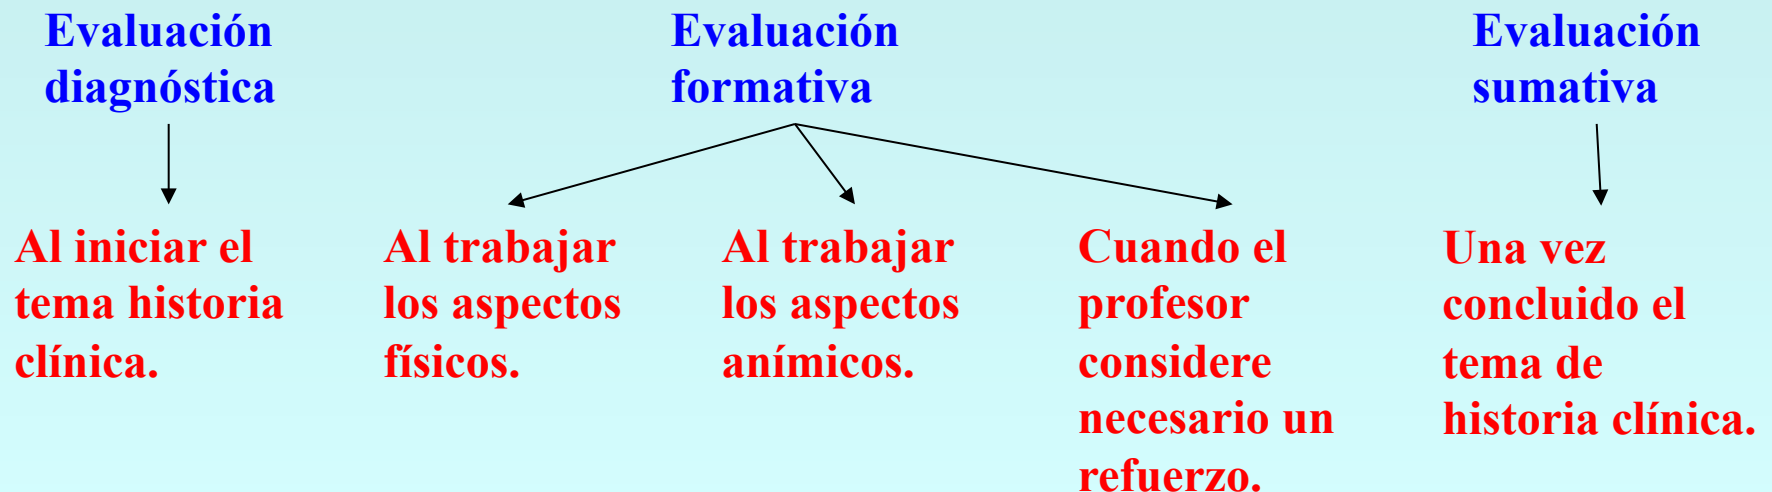 Evaluación
diagnóstica
Evaluación
formativa
Evaluación
sumativa
Al iniciar el
tema historia
clínica.
Al trabajar
los aspectos
físicos.
Al trabajar
los aspectos
anímicos.
Cuando el
profesor
considere
necesario un
refuerzo.
Una vez
concluido el
tema de
historia clínica.